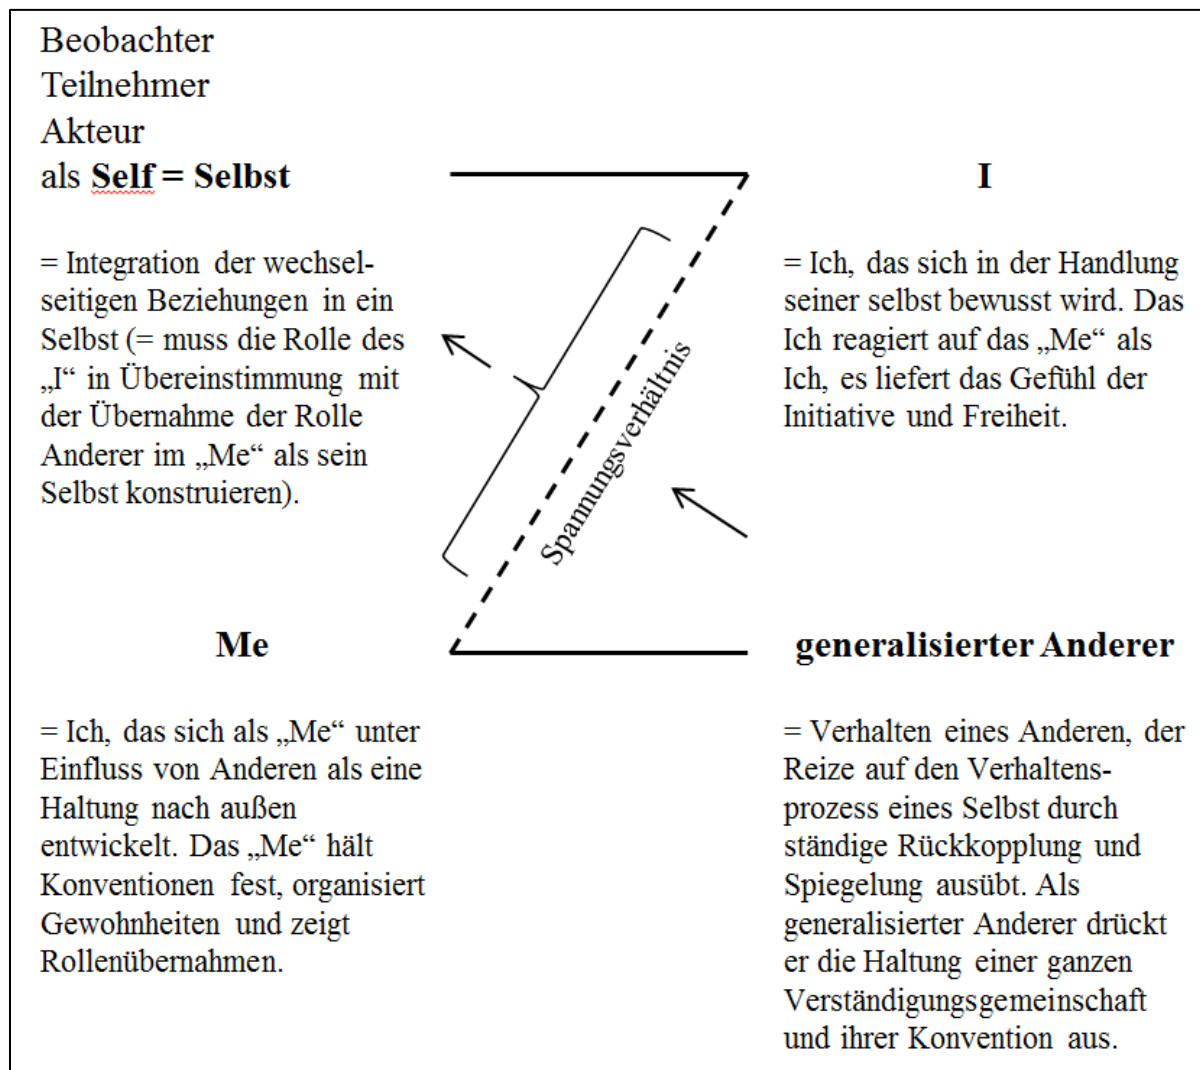 Beobachter
Teilnehmer
Akteur
als Self = Selbst
= Integration der wechsel-
seitigen Beziehungen in ein
Selbst (= muss die Rolle des
„I“ in Übereinstimmung mit
der Übernahme der Rolle
Anderer im „Me“ als sein
Selbst konstruieren).
I
= Ich, das sich in der Handlung
seiner selbst bewusst wird. Das
Ich reagiert auf das „Me“ als
Ich, es liefert das Gefühl der
Initiative und Freiheit.
Spannungsverhältnis
Me
= Ich, das sich als „Me“ unter
Einfluss von Anderen als eine
Haltung nach außen
entwickelt. Das „Me“ hält
Konventionen fest, organisiert
Gewohnheiten und zeigt
Rollenübernahmen.
generalisierter Anderer
= Verhalten eines Anderen, der
Reize auf den Verhaltens-
prozess eines Selbst durch
ständige Rückkopplung und
Spiegelung ausübt. Als
generalisierter Anderer drückt
er die Haltung einer ganzen
Verständigungsgemeinschaft
und ihrer Konvention aus.